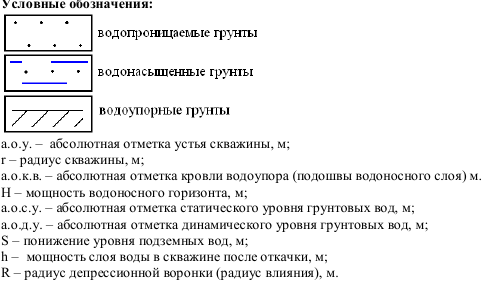 Условные обозначения:
водопроницаемые грунты
водонасыщенные грунты
водоупорные грунты
а.о.у. – абсолютная отметка устья скважины, м;
r – радиус скважины, м;
а.о.к.в. – абсолютная отметка кровли водоупора (подошвы водоносного слоя) м.
H – мощность водоносного горизонта, м;
а.о.с.у. – абсолютная отметка статического уровня грунтовых вод, м;
а.о.д.у. – абсолютная отметка динамического уровня грунтовых вод, м;
S – понижение уровня подземных вод, м;
h – мощность слоя воды в скважине после откачки, м;
R – радиус депрессионной воронки (радиус влияния), м.